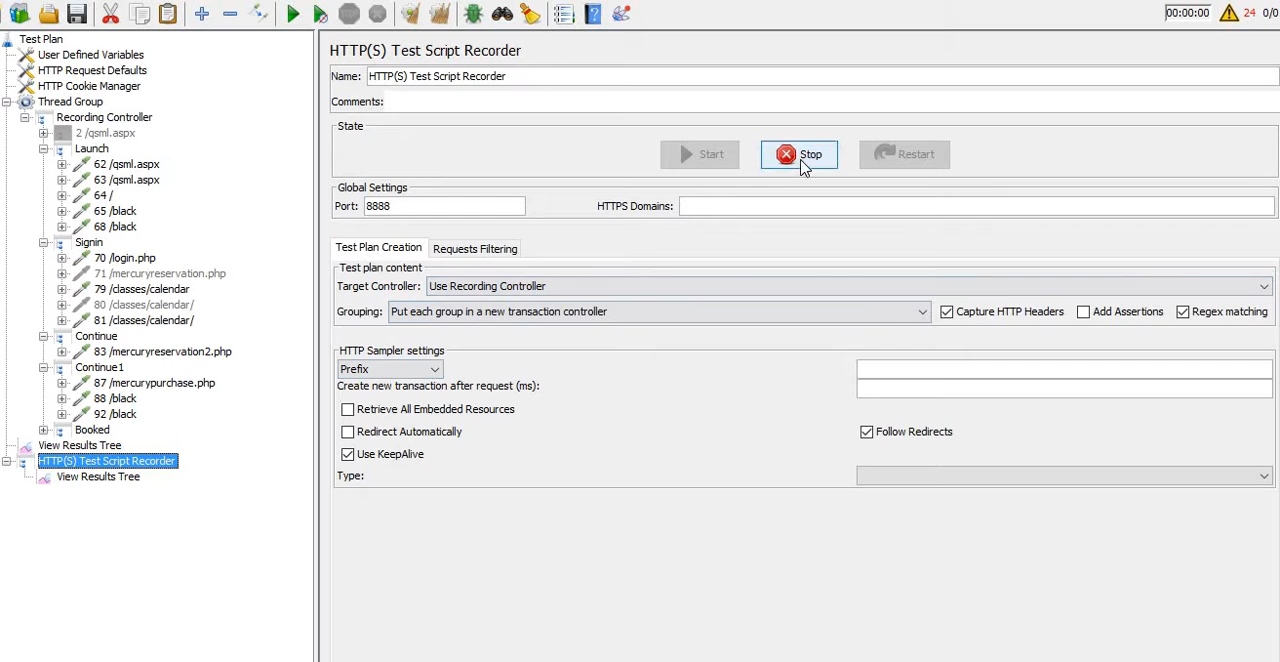 00:00:00 24 0/0
Test Plan
User Defined Variables
HTTP Request Defaults
HTTP Cookie Manager
Thread Group
Recording Controller
2 /qsml.aspx
Launch
62 /qsml.aspx
63 /qsml.aspx
64 /
65 /black
68 /black
Signin
70 /login.php
71 /mercuryreservation.php
79 /classes/calendar
80 /classes/calendar/
81 /classes/calendar/
Continue
83 /mercuryreservation2.php
Continue1
87 /mercurypurchase.php
88 /black
92 /black
Booked
View Results Tree
HTTP(S) Test Script Recorder
View Results Tree
HTTP(S) Test Script Recorder
Name: HTTP(S) Test Script Recorder
Comments:
State
Start Stop Restart
Global Settings
Port: 8888 HTTPS Domains:
Test Plan Creation Requests Filtering
Test plan content
Target Controller: Use Recording Controller
Grouping: Put each group in a new transaction controller Capture HTTP Headers Add Assertions Regex matching
HTTP Sampler settings
Prefix
Create new transaction after request (ms):
Retrieve All Embedded Resources
Redirect Automatically Follow Redirects
Use KeepAlive
Type: